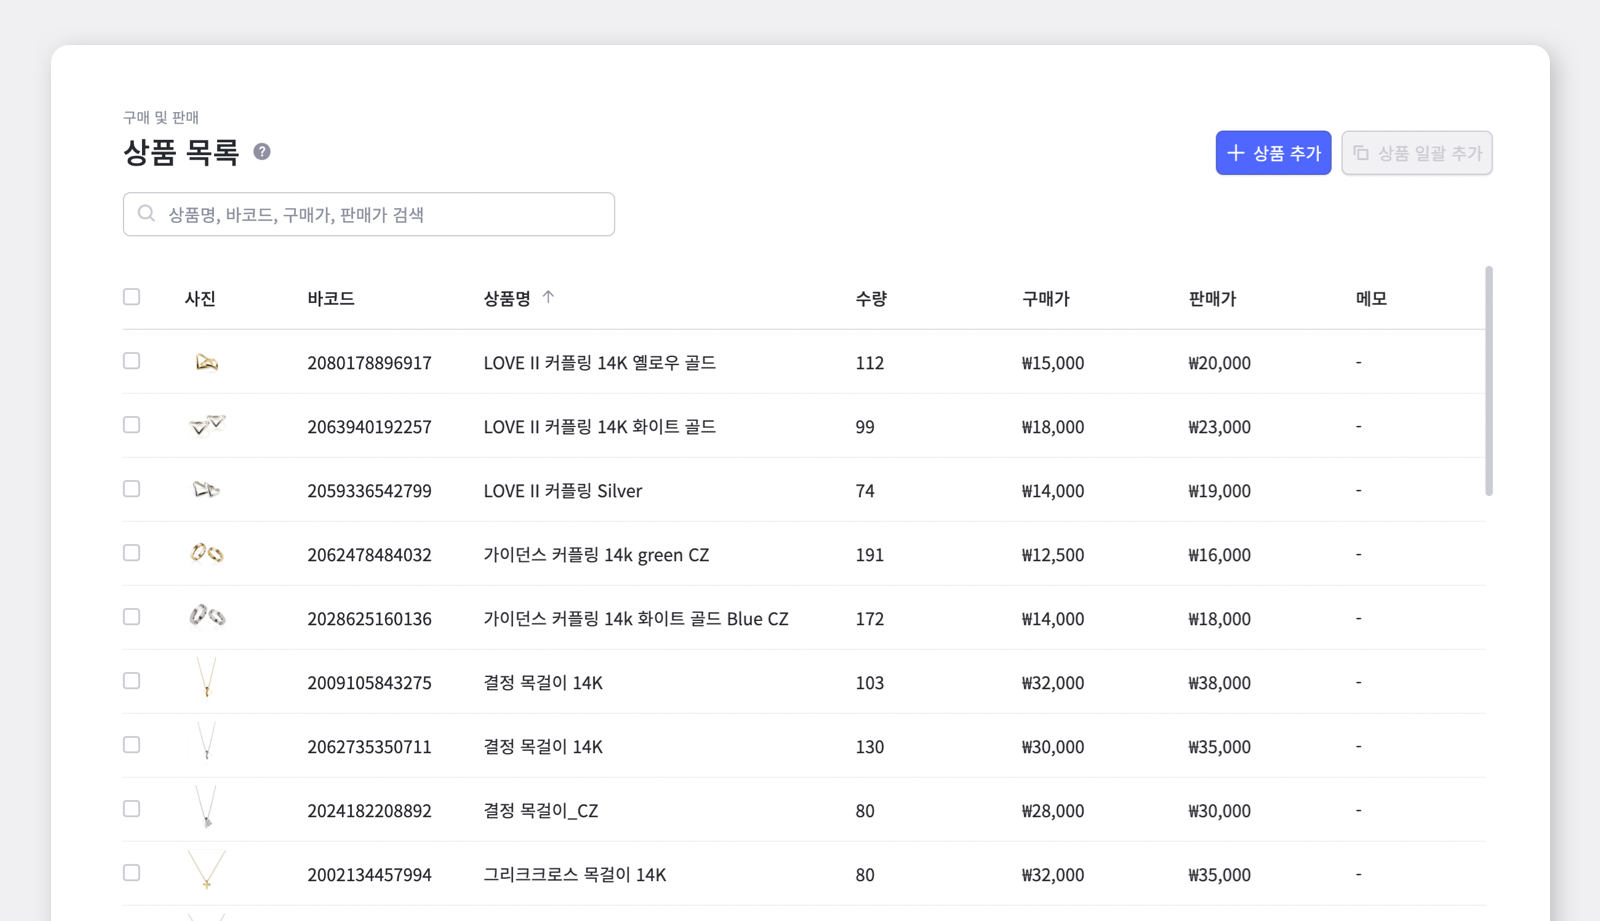 구매 및 판매
상품 목록 ?
상품 추가 상품 일괄 추가
상품명, 바코드, 구매가, 판매가 검색
사진 바코드 상품명 수량 구매가 판매가 메모
2080178896917 LOVE II 커플링 14K 옐로우 골드 112 ₩15,000 ₩20,000 -
2063940192257 LOVE II 커플링 14K 화이트 골드 99 ₩18,000 ₩23,000 -
2059336542799 LOVE II 커플링 Silver 74 ₩14,000 ₩19,000 -
2062478484032 가이던스 커플링 14k green CZ 191 ₩12,500 ₩16,000 -
2028625160136 가이던스 커플링 14k 화이트 골드 Blue CZ 172 ₩14,000 ₩18,000 -
2009105843275 결정 목걸이 14K 103 ₩32,000 ₩38,000 -
2062735350711 결정 목걸이 14K 130 ₩30,000 ₩35,000 -
2024182208892 결정 목걸이_CZ 80 ₩28,000 ₩30,000 -
2002134457994 그리크크로스 목걸이 14K 80 ₩32,000 ₩35,000 -